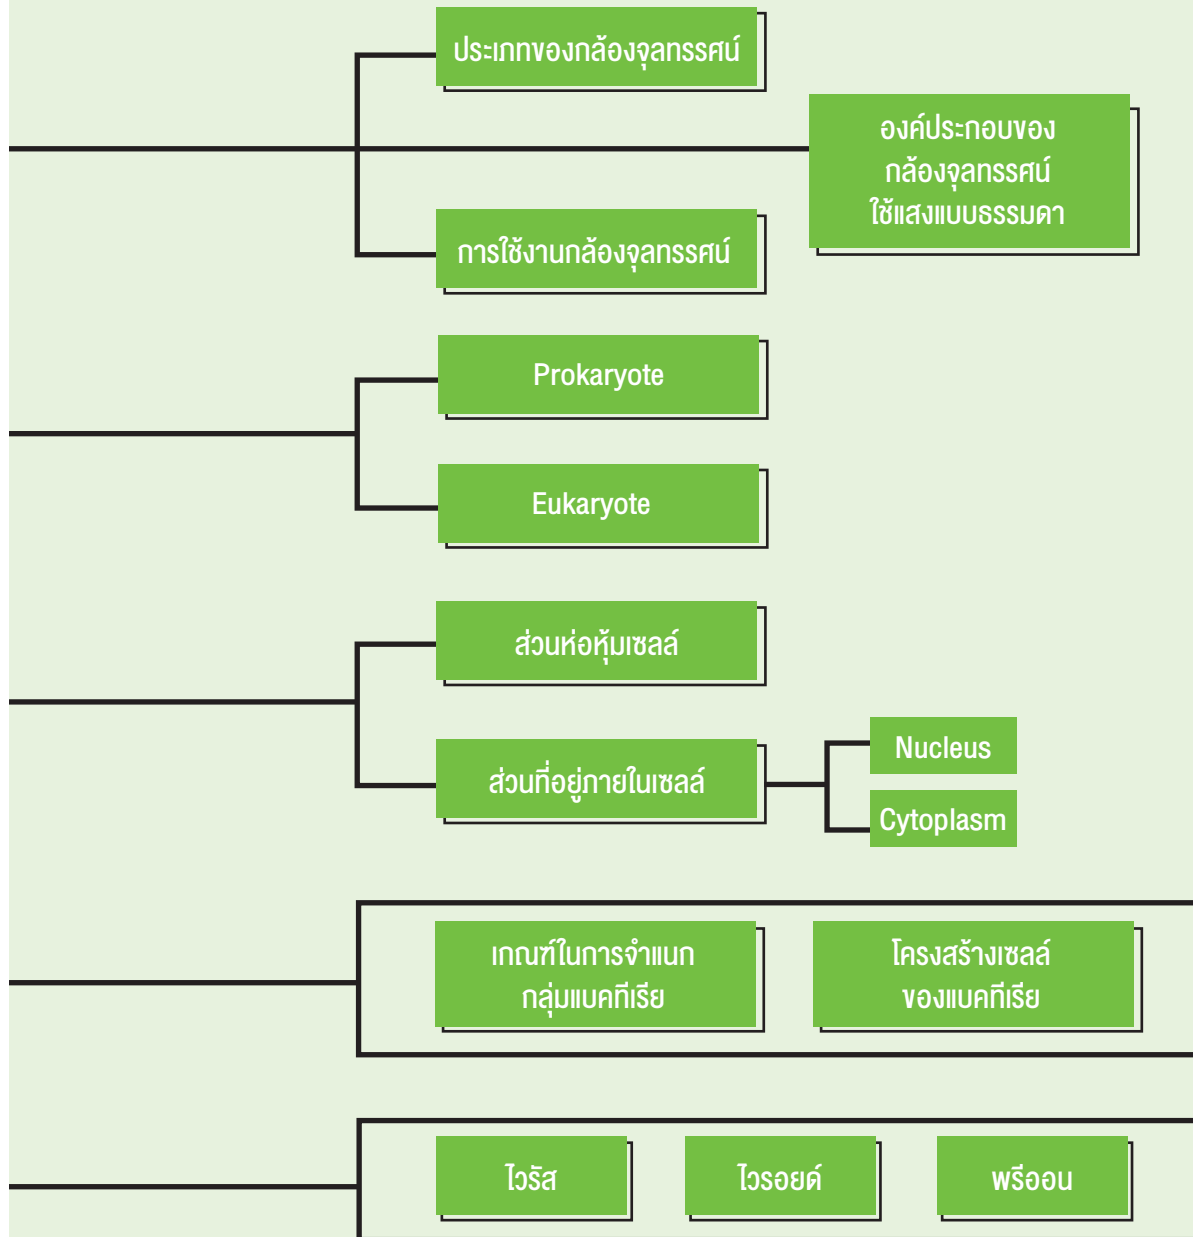 ประเภทของกล้องจุลทรรศน์
องค์ประกอบของ
กล้องจุลทรรศน์
ใช้แสงแบบธรรมดา
การใช้งานกล้องจุลทรรศน์
Prokaryote
Eukaryote
ส่วนห่อหุ้มเซลล์
ส่วนที่อยู่ภายในเซลล์
Nucleus
Cytoplasm
เกณฑ์ในการจำแนก
กลุ่มแบคทีเรีย
โครงสร้างเซลล์
ของแบคทีเรีย
ไวรัส
ไวรอยด์
พรีออน